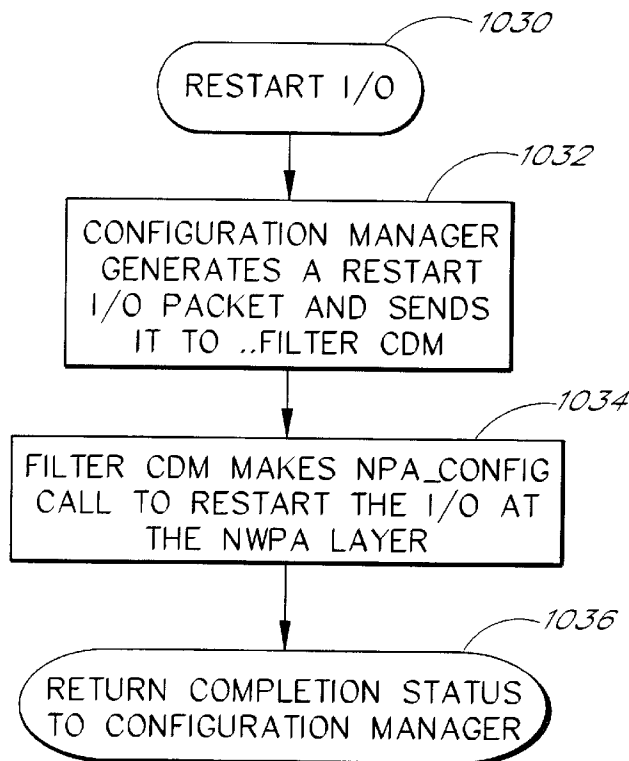 1030
RESTART I/O
1032
CONFIGURATION MANAGER
GENERATES A RESTART
I/O PACKET AND SENDS
IT TO ..FILTER CDM
1034
FILTER CDM MAKES NPA_CONFIG
CALL TO RESTART THE I/O AT
THE NWPA LAYER
1036
RETURN COMPLETION STATUS
TO CONFIGURATION MANAGER